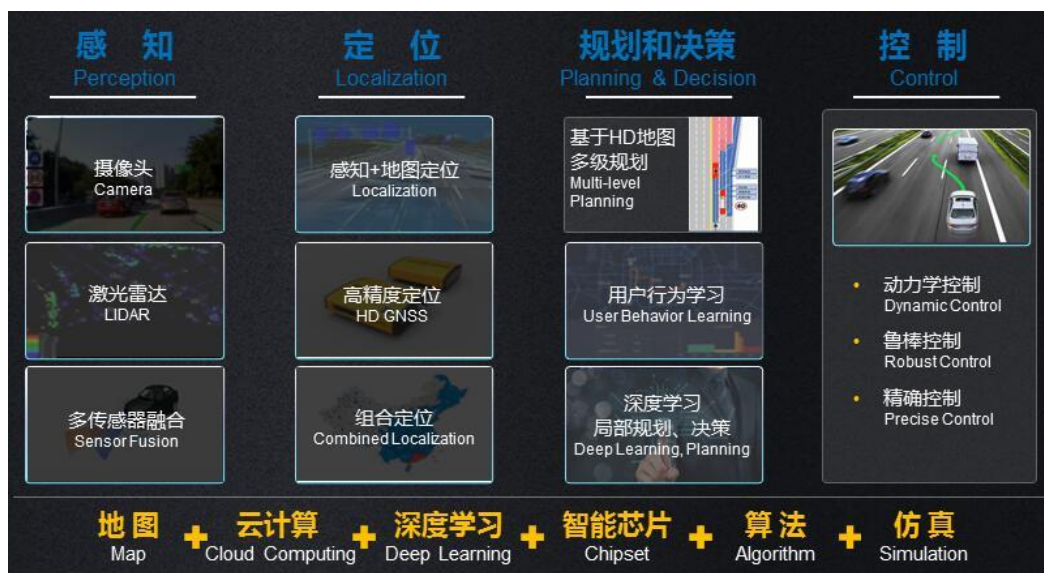 感 知
Perception
摄像头
Camera
激光雷达
LIDAR
多传感器融合
Sensor Fusion
定 位
Localization
感知+地图定位
Localization
高精度定位
HD GNSS
组合定位
Combined Localization
规划和决策
Planning & Decision
基于HD地图
多级规划
Multi-level
Planning
用户行为学习
User Behavior Learning
深度学习
局部规划、决策
Deep Learning, Planning
控 制
Control
• 动力学控制
Dynamic Control
• 鲁棒控制
Robust Control
• 精确控制
Precise Control
地 图 + 云计算 + 深度学习 + 智能芯片 + 算 法 + 仿 真
Map Cloud Computing Deep Learning Chipset Algorithm Simulation